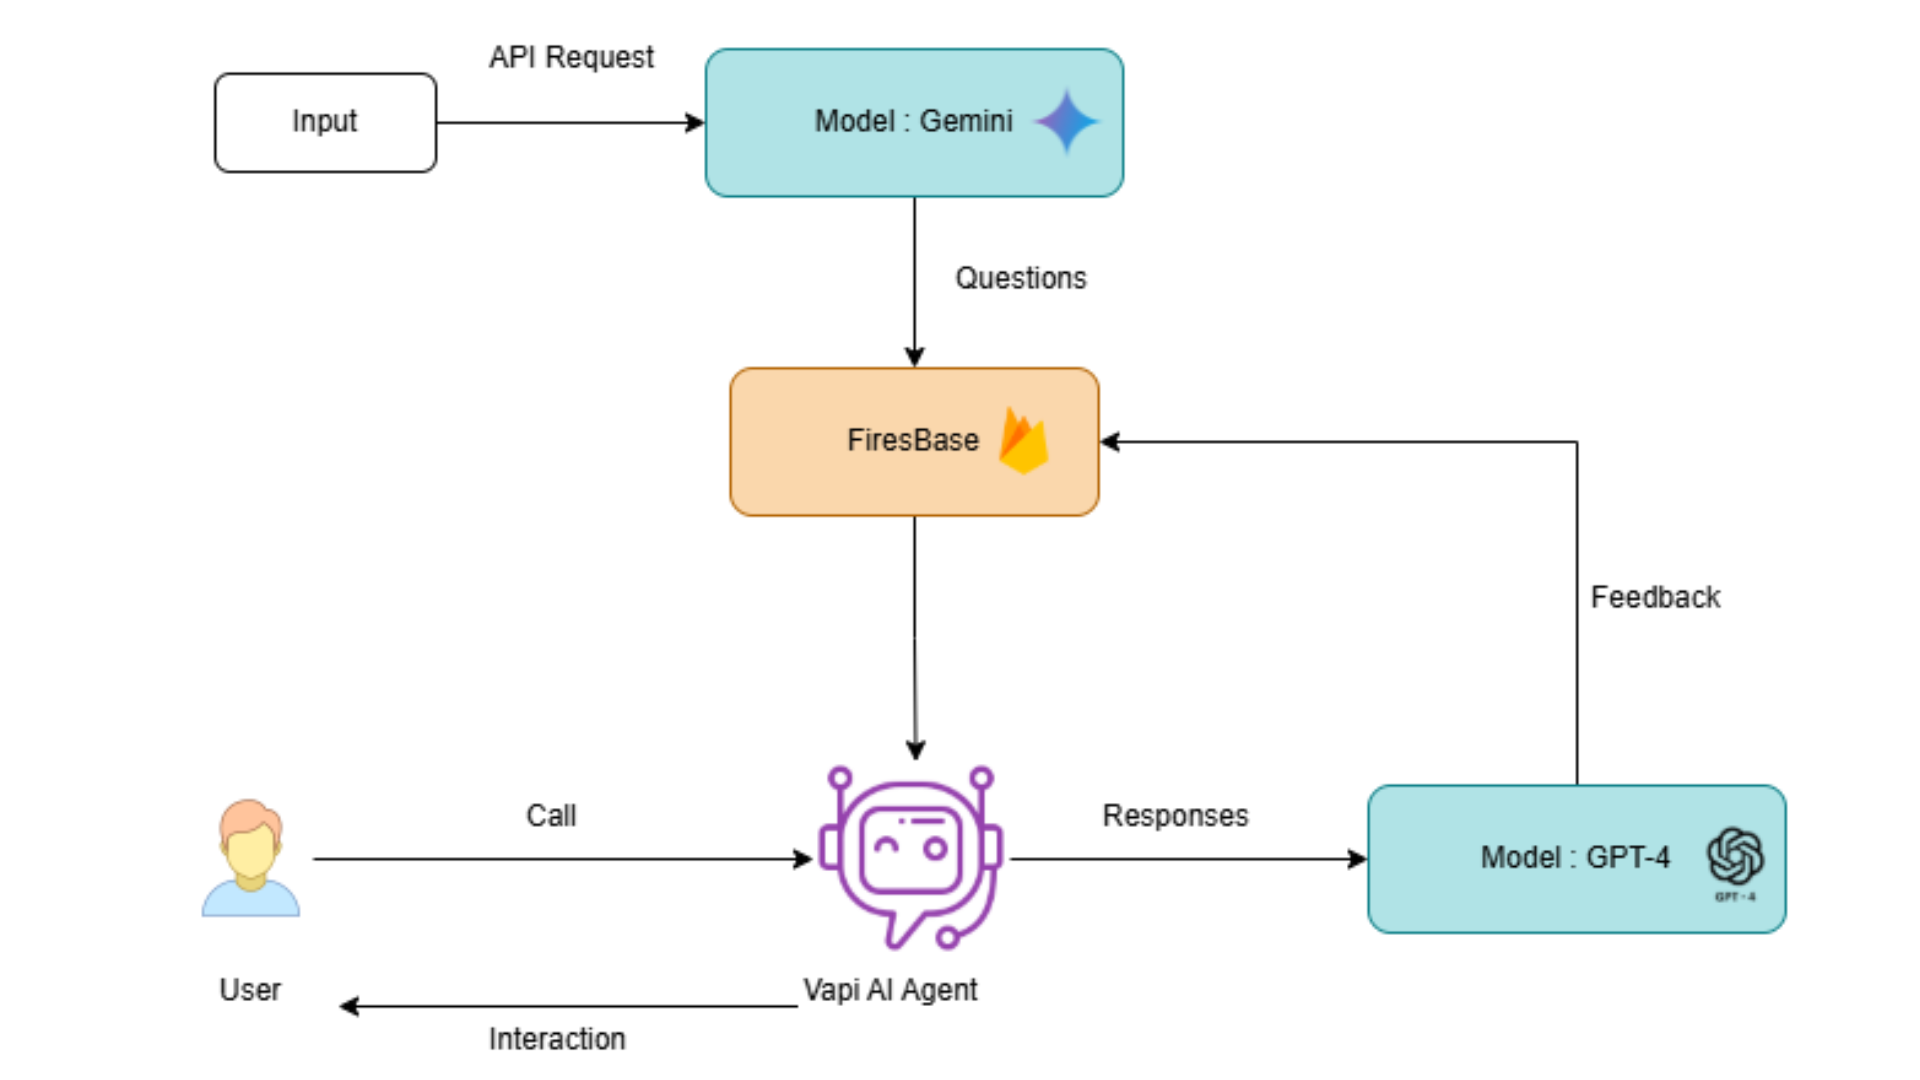 API Request
Input
Model : Gemini
Questions
FiresBase
Feedback
Call
Responses
Model : GPT-4
GPT-4
User
Vapi AI Agent
Interaction